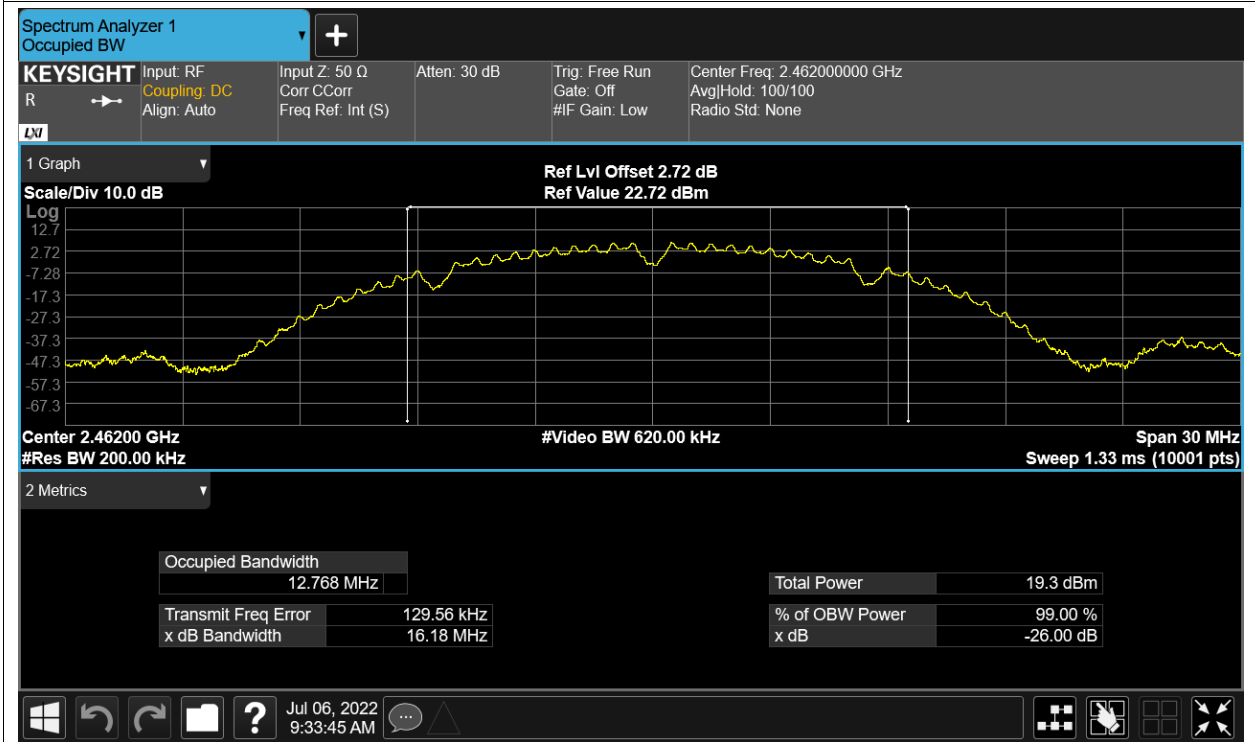 Spectrum Analyzer 1
Occupied BW
+
KEYSIGHT Input: RF Input Z: 50 Ω Atten: 30 dB Trig: Free Run Center Freq: 2.462000000 GHz
R Coupling: DC Corr CCorr Gate: Off Avg|Hold: 100/100
Align: Auto Freq Ref: Int (S) #IF Gain: Low Radio Std: None
LXI
1 Graph
Ref Lvl Offset 2.72 dB
Scale/Div 10.0 dB Ref Value 22.72 dBm
Log
12.7
2.72
-7.28
-17.3
-27.3
-37.3
-47.3
-57.3
-67.3
Center 2.46200 GHz #Video BW 620.00 kHz Span 30 MHz
#Res BW 200.00 kHz Sweep 1.33 ms (10001 pts)
2 Metrics
Occupied Bandwidth
12.768 MHz Total Power 19.3 dBm
Transmit Freq Error 129.56 kHz % of OBW Power 99.00 %
x dB Bandwidth 16.18 MHz x dB -26.00 dB
? Jul 06, 2022
9:33:45 AM